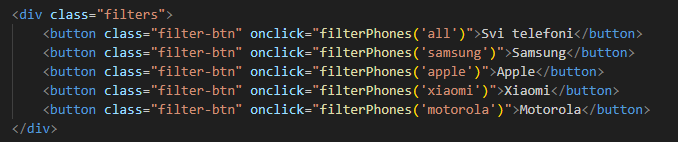 <div class="filters">
    <button class="filter-btn" onclick="filterPhones('all')">Svi telefoni</button>
    <button class="filter-btn" onclick="filterPhones('samsung')">Samsung</button>
    <button class="filter-btn" onclick="filterPhones('apple')">Apple</button>
    <button class="filter-btn" onclick="filterPhones('xiaomi')">Xiaomi</button>
    <button class="filter-btn" onclick="filterPhones('motorola')">Motorola</button>
</div>